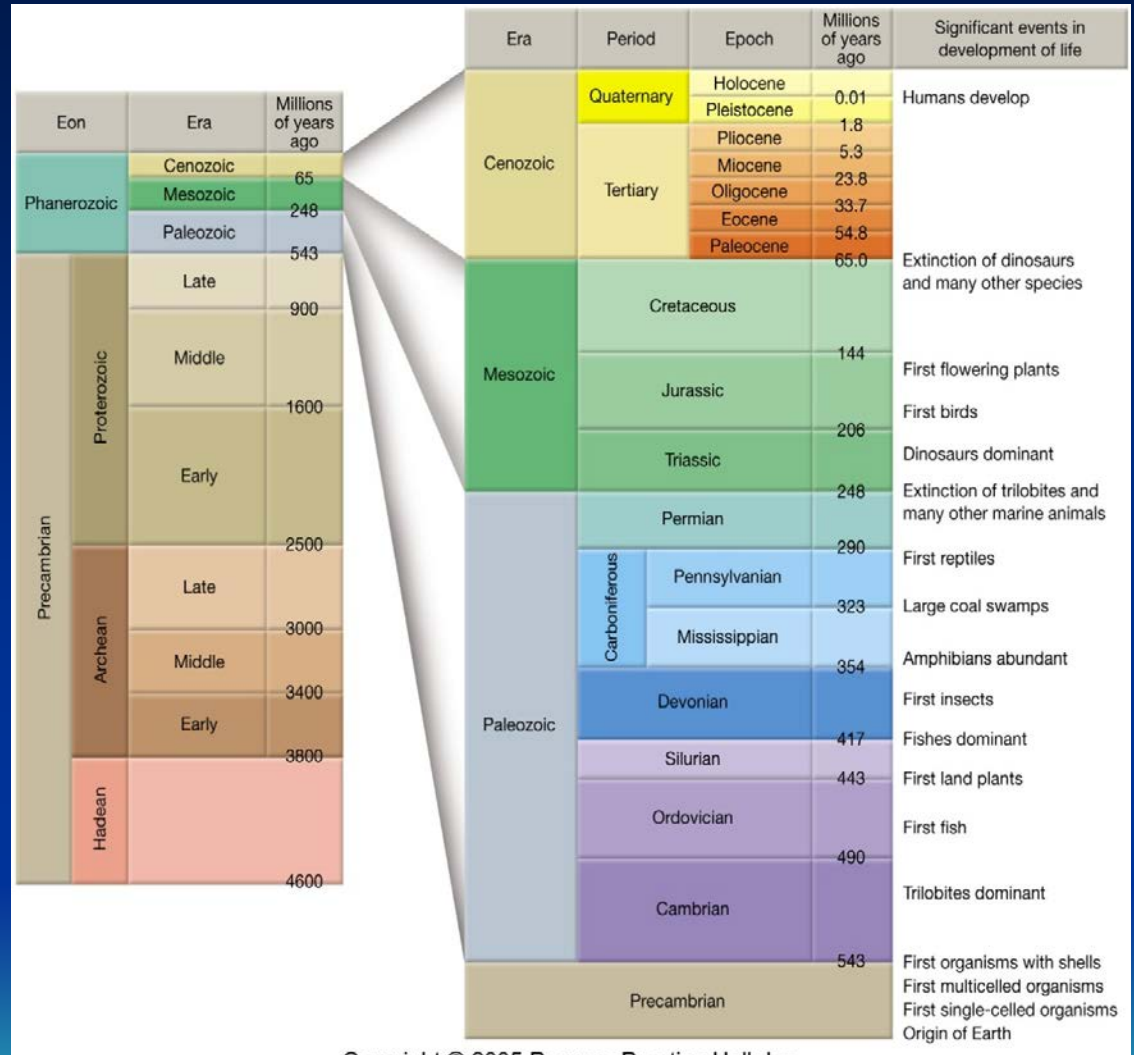 Eon
Era
Millions
of years
ago
Phanerozoic
Cenozoic
65
Mesozoic
248
Paleozoic
543
Precambrian
Proterozoic
Late
900
Middle
1600
Early
2500
Archean
Late
3000
Middle
3400
Early
3800
Hadean
4600
Era
Period
Epoch
Millions
of years
ago
Significant events in
development of life
Cenozoic
Quaternary
Holocene
0.01
Humans develop
Pleistocene
1.8
Tertiary
Pliocene
5.3
Miocene
23.8
Oligocene
33.7
Eocene
54.8
Paleocene
65.0
Extinction of dinosaurs
and many other species
Mesozoic
Cretaceous
144
First flowering plants
Jurassic
First birds
206
Triassic
Dinosaurs dominant
248
Extinction of trilobites and
many other marine animals
Paleozoic
Permian
290
First reptiles
Carboniferous
Pennsylvanian
323
Large coal swamps
Mississippian
Amphibians abundant
354
Devonian
First insects
417
Fishes dominant
Silurian
443
First land plants
Ordovician
First fish
490
Cambrian
Trilobites dominant
543
First organisms with shells
Precambrian
First multicelled organisms
First single-celled organisms
Origin of Earth
Copyright © 2005 Pearson Prentice Hall, Inc.